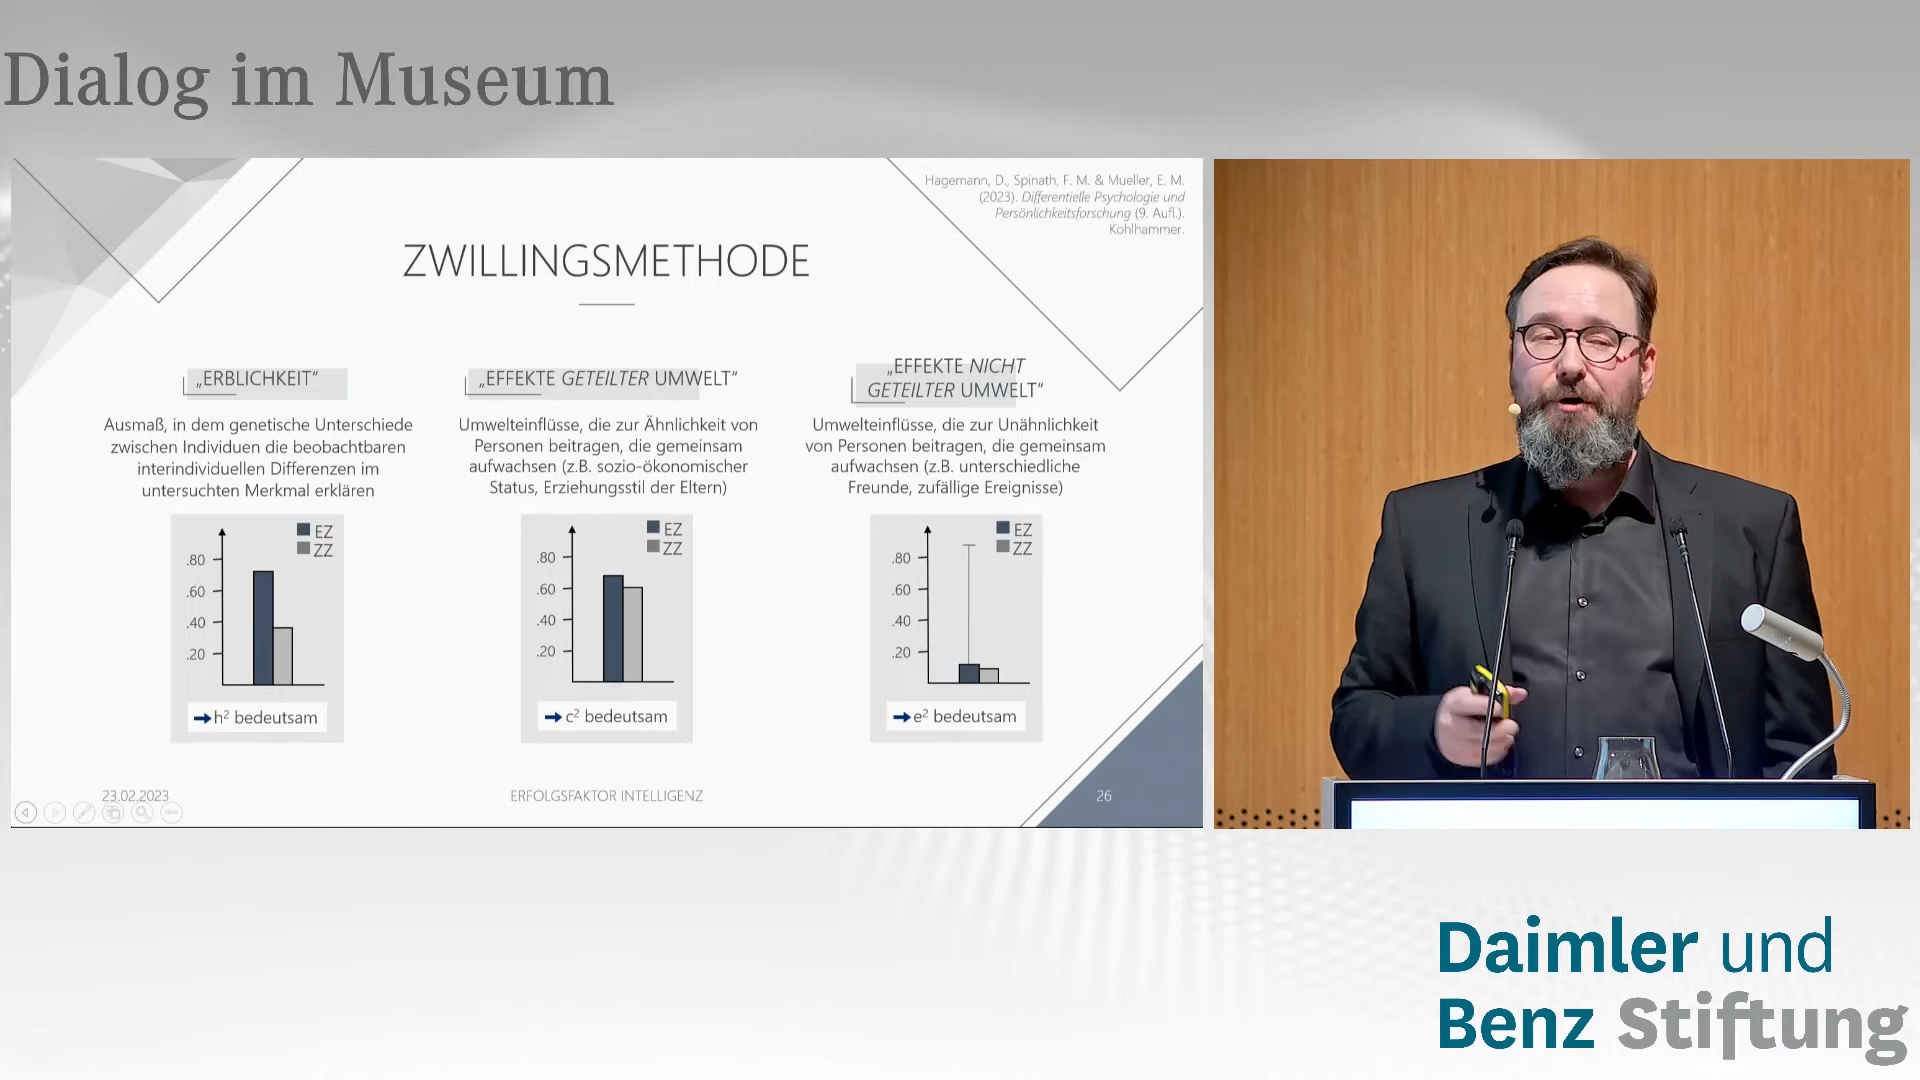 Dialog im Museum
Hagemann, D., Spinath, F. M. & Mueller, E. M.
(2023). Differentielle Psychologie und
Persönlichkeitsforschung (9. Aufl.).
Kohlhammer.
ZWILLINGSMETHODE
„ERBLICHKEIT“
Ausmaß, in dem genetische Unterschiede
zwischen Individuen die beobachtbaren
interindividuellen Differenzen im
untersuchten Merkmal erklären
EZ
ZZ
.80
.60
.40
.20
h² bedeutsam
„EFFEKTE GETEILTER UMWELT“
Umwelteinflüsse, die zur Ähnlichkeit von
Personen beitragen, die gemeinsam
aufwachsen (z.B. sozio-ökonomischer
Status, Erziehungsstil der Eltern)
EZ
ZZ
.80
.60
.40
.20
c² bedeutsam
„EFFEKTE NICHT
GETEILTER UMWELT“
Umwelteinflüsse, die zur Unähnlichkeit
von Personen beitragen, die gemeinsam
aufwachsen (z.B. unterschiedliche
Freunde, zufällige Ereignisse)
EZ
ZZ
.80
.60
.40
.20
e² bedeutsam
23.02.2023
ERFOLGSFAKTOR INTELLIGENZ
26
Daimler und
Benz Stiftung